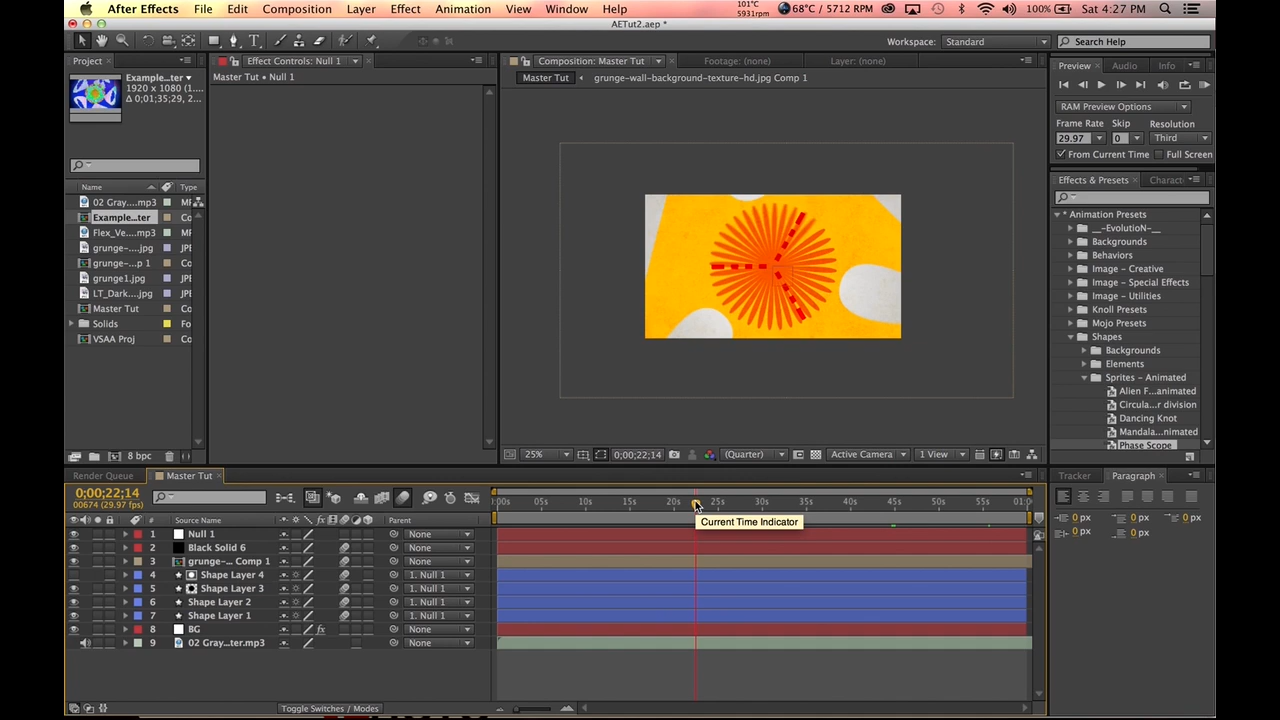 After Effects File Edit Composition Layer Effect Animation View Window Help 101°C 5931rpm 68°C / 5712 RPM 100% Sat 4:27 PM
AETut2.aep *
Workspace: Standard Search Help
Project Effect Controls: Null 1 Composition: Master Tut Footage: (none) Layer: (none) Preview Audio Info
Master Tut • Null 1 Master Tut grunge-wall-background-texture-hd.jpg Comp 1
Example...ter
1920 x 1080 (1....
Δ 0;01:35;29, 2...
RAM Preview Options
Frame Rate Skip Resolution
29.97 0 Third
From Current Time Full Screen
Effects & Presets Charact
Name Type
02 Gray....mp3 MF
Example...ter Co
Flex_Ve....mp3 MF
grunge-....jpg JPE
grunge-...p 1 Co
grunge1.jpg JPE
LT_Dark....jpg JPE
Master Tut Co
Solids Fo
VSAA Proj Co
* Animation Presets
__-EvolutioN-__
Backgrounds
Behaviors
Image - Creative
Image - Special Effects
Image - Utilities
Knoll Presets
Mojo Presets
Shapes
Backgrounds
Elements
Sprites - Animated
Alien F...animated
Circula...r division
Dancing Knot
Mandala...nimated
Phase Scope
8 bpc 25% 0;00;22;14 (Quarter) Active Camera 1 View
Render Queue Master Tut Tracker Paragraph
0;00;22;14
00674 (29.97 fps)
:00s 05s 10s 15s 20s 25s 30s 35s 40s 45s 50s 55s 01:0
0 px 0 px 0 px
0 px 0 px
Current Time Indicator
# Source Name Parent
1 Null 1 None
2 Black Solid 6 None
3 grunge-... Comp 1 None
4 Shape Layer 4 1. Null 1
5 Shape Layer 3 1. Null 1
6 Shape Layer 2 1. Null 1
7 Shape Layer 1 1. Null 1
8 BG fx None
9 02 Gray...ter.mp3 None
Toggle Switches / Modes